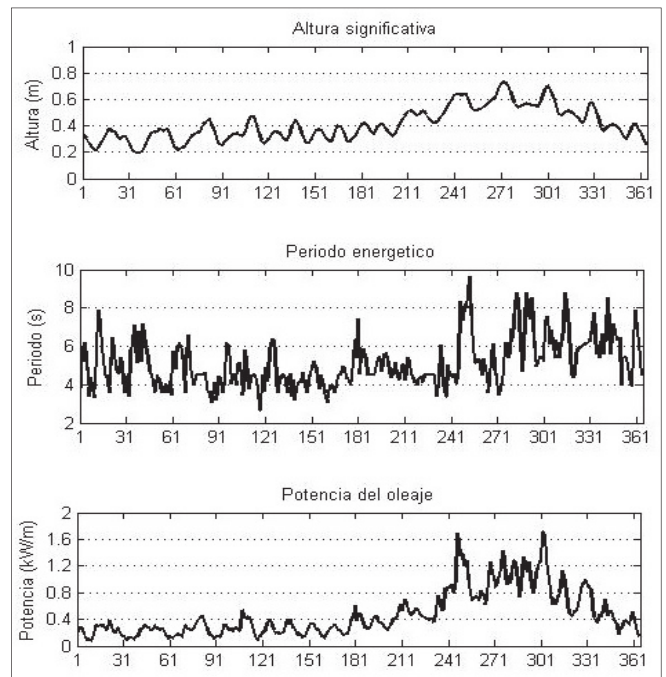 Altura significativa
1
0.8
0.6
0.4
0.2
0
Altura (m)
1 31 61 91 121 151 181 211 241 271 301 331 361
Periodo energetico
10
8
6
4
2
Periodo (s)
1 31 61 91 121 151 181 211 241 271 301 331 361
Potencia del oleaje
2
1.6
1.2
0.8
0.4
0
Potencia (kW/m)
1 31 61 91 121 151 181 211 241 271 301 331 361